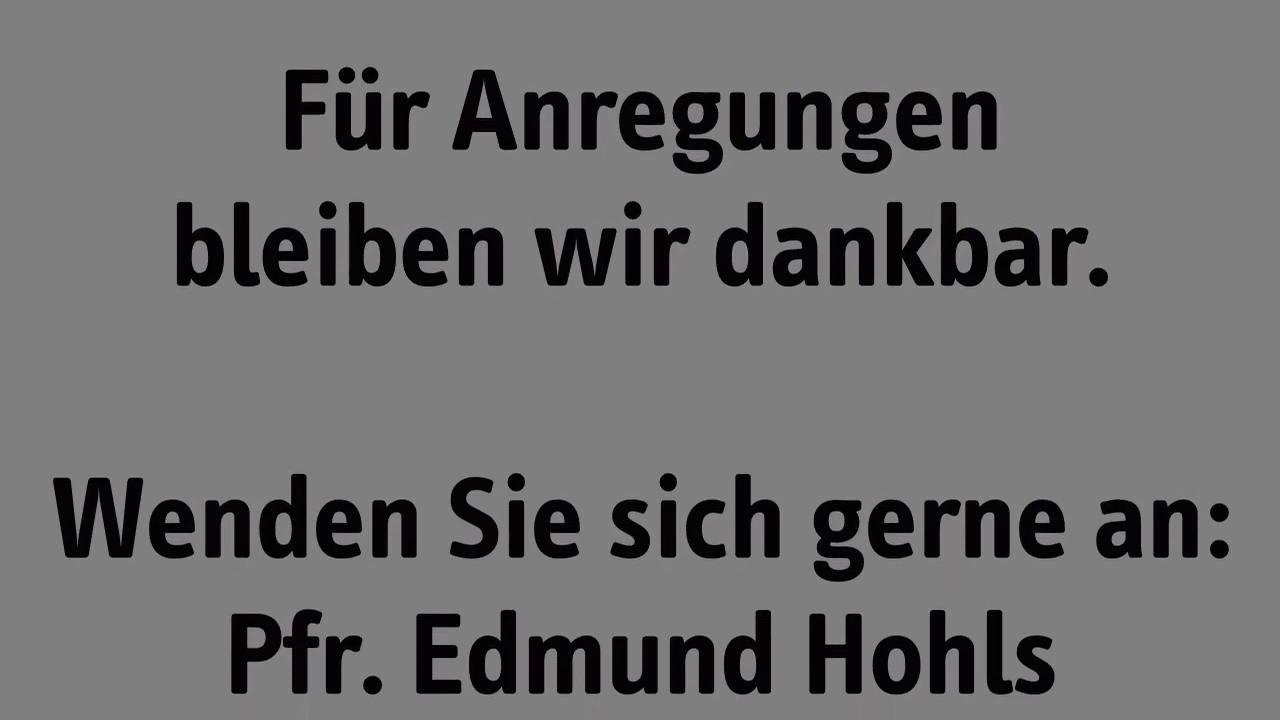 Für Anregungen
bleiben wir dankbar.
Wenden Sie sich gerne an:
Pfr. Edmund Hohls